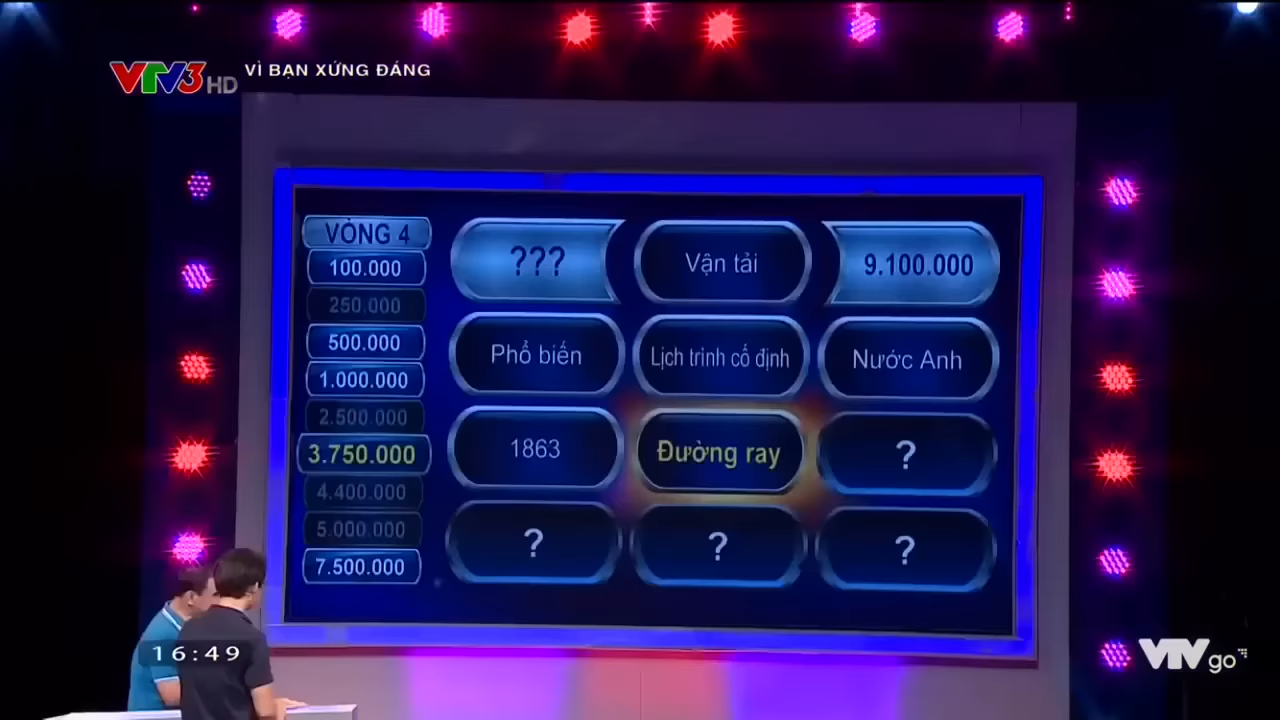 VTV3 HD
VÌ BẠN XỨNG ĐÁNG
VÒNG 4
100.000
250.000
500.000
1.000.000
2.500.000
3.750.000
4.400.000
5.000.000
7.500.000
???
Vận tải
9.100.000
Phổ biến
Lịch trình cố định
Nước Anh
1863
Đường ray
?
?
?
?
16:49
VTV go